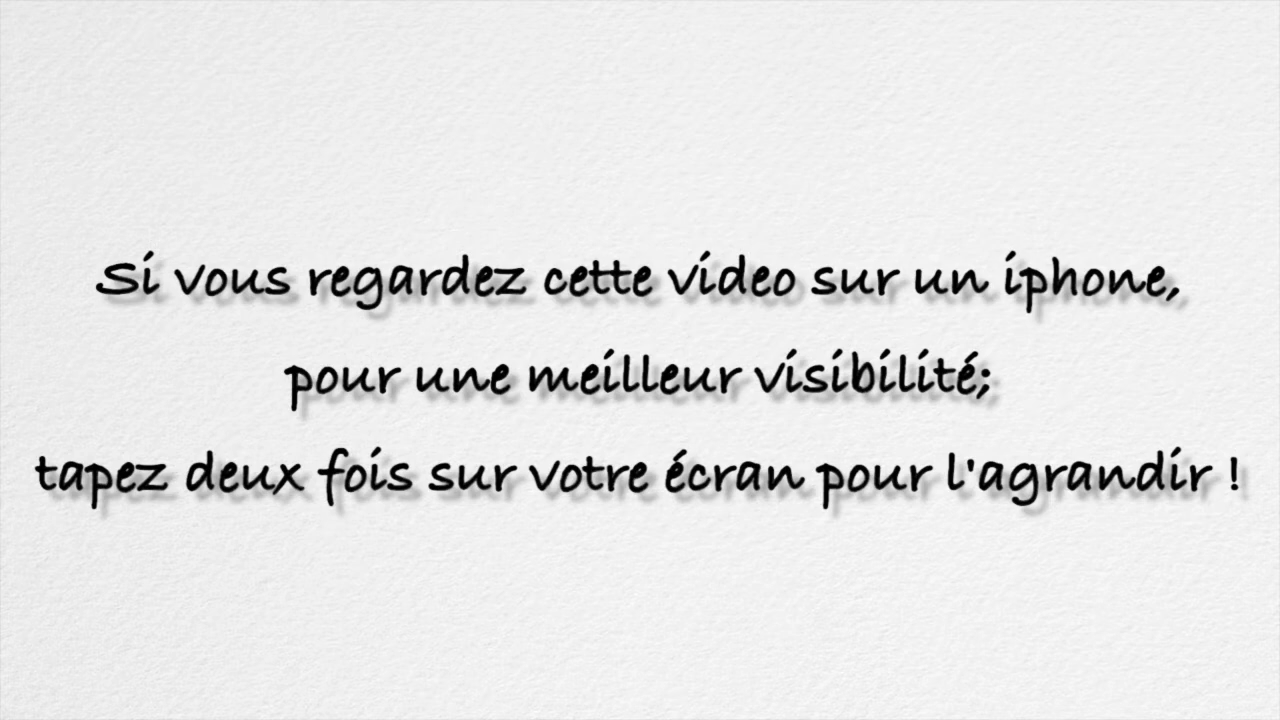 Si vous regardez cette video sur un iphone,
pour une meilleur visibilité;
tapez deux fois sur votre écran pour l'agrandir !